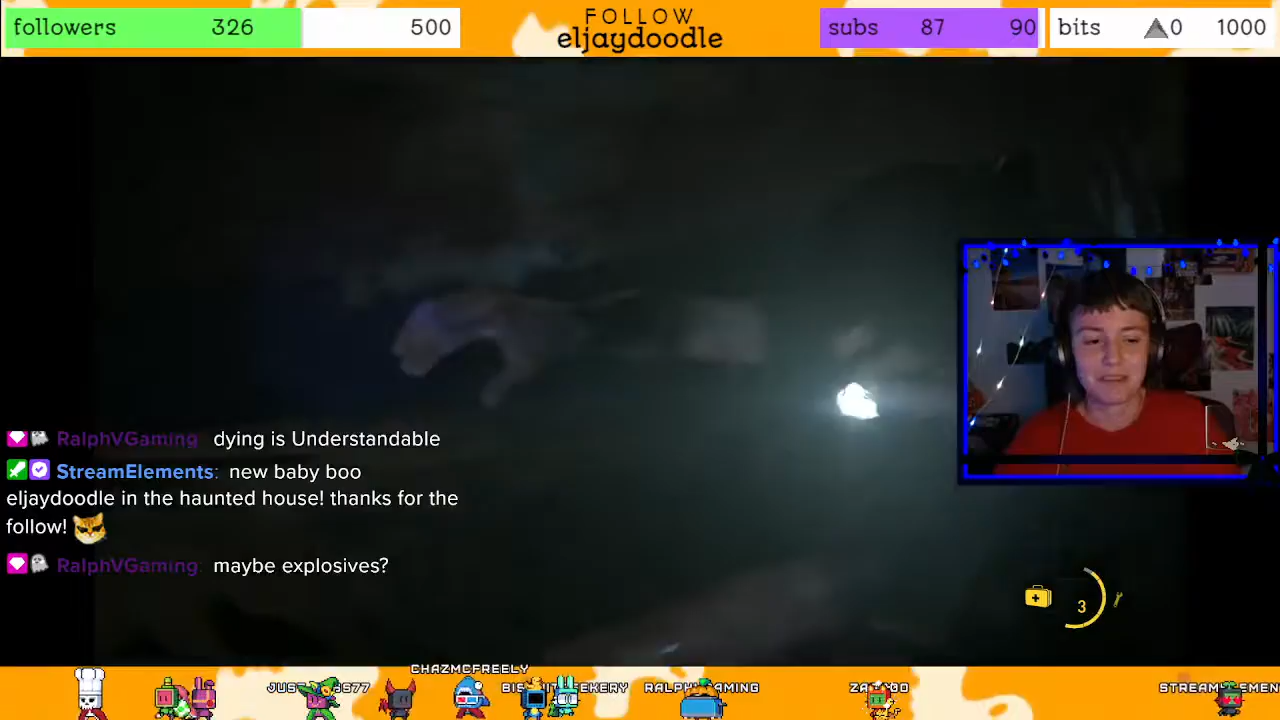 followers 326 500
FOLLOW
eljaydoodle
subs 87 90
bits 0 1000
RalphVGaming dying is Understandable
StreamElements: new baby boo
eljaydoodle in the haunted house! thanks for the
follow!
RalphVGaming: maybe explosives?
3
CHAZMCFREELY